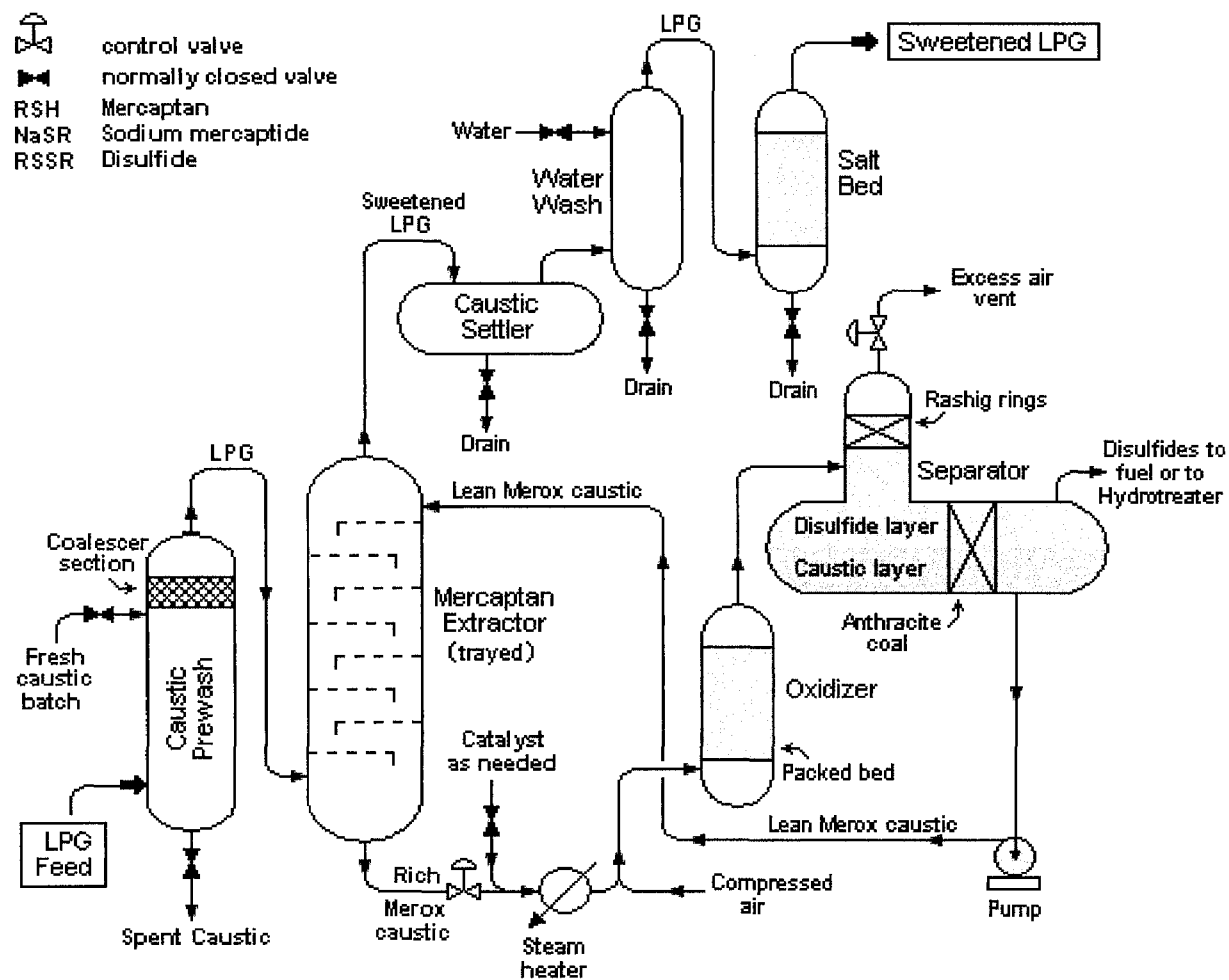 control valve
normally closed valve
RSH Mercaptan
NaSR Sodium mercaptide
RSSR Disulfide
LPG
Sweetened LPG
Water
Water
Wash
Salt
Bed
Sweetened
LPG
Caustic
Settler
Excess air
vent
Drain
Drain
Drain
Rashig rings
LPG
Separator
Disulfides to
fuel or to
Hydrotreater
Lean Merox caustic
Disulfide layer
Caustic layer
Coalescer
section
Mercaptan
Extractor
(trayed)
Anthracite
coal
Fresh
caustic
batch
Caustic
Prewash
Oxidizer
Catalyst
as needed
Packed bed
LPG
Feed
Lean Merox caustic
Rich
Merox
caustic
Compressed
air
Pump
Spent Caustic
Steam
heater